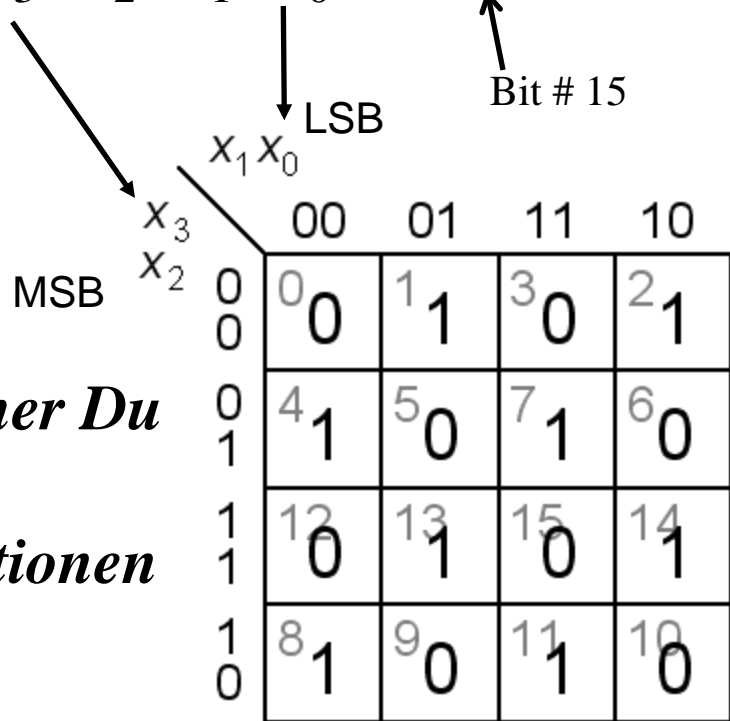 Bit # 15
LSB
x₁ x₀
x₃ 00 01 11 10
x₂
MSB
0 0 0 0 1 1 3 0 2 1
0
ner Du
0 4 1 5 0 7 1 6 0
1
tionen
1 12 0 13 1 15 0 14 1
1
1 8 1 9 0 11 1 10 0
0